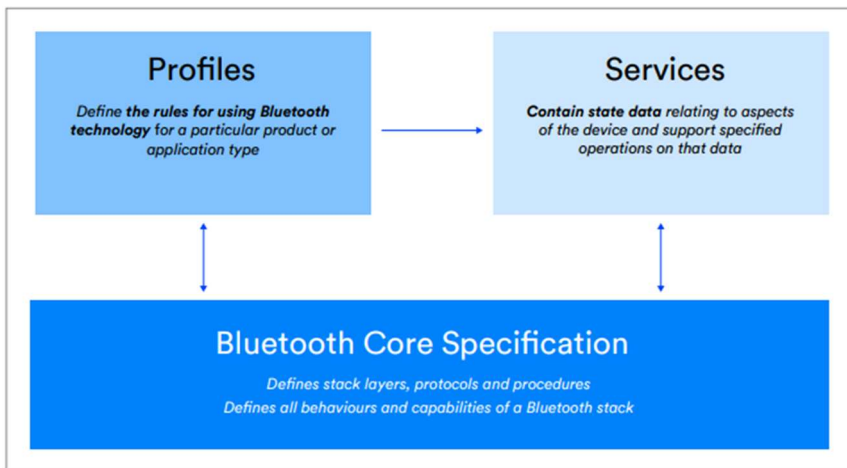 Profiles
Define the rules for using Bluetooth
technology for a particular product or
application type
Services
Contain state data relating to aspects
of the device and support specified
operations on that data
Bluetooth Core Specification
Defines stack layers, protocols and procedures
Defines all behaviours and capabilities of a Bluetooth stack